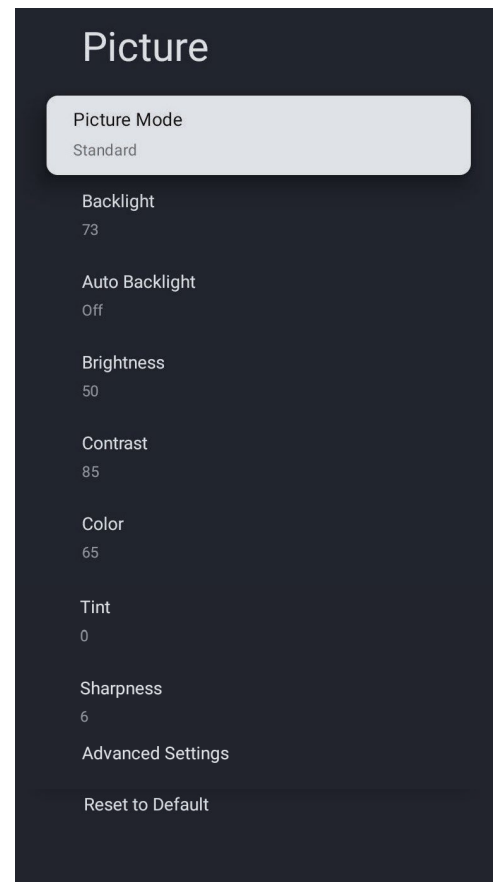 Picture
Picture Mode
Standard
Backlight
73
Auto Backlight
Off
Brightness
50
Contrast
85
Color
65
Tint
0
Sharpness
6
Advanced Settings
Reset to Default